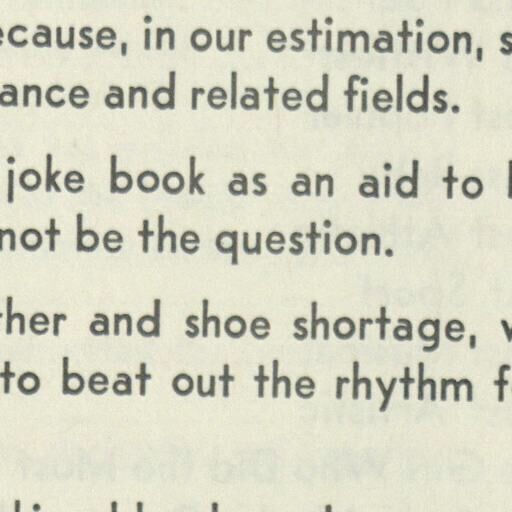 ecause, in our estimation, s
ance and related fields.
joke book as an aid to
not be the question.
ther and shoe shortage,
to beat out the rhythm f